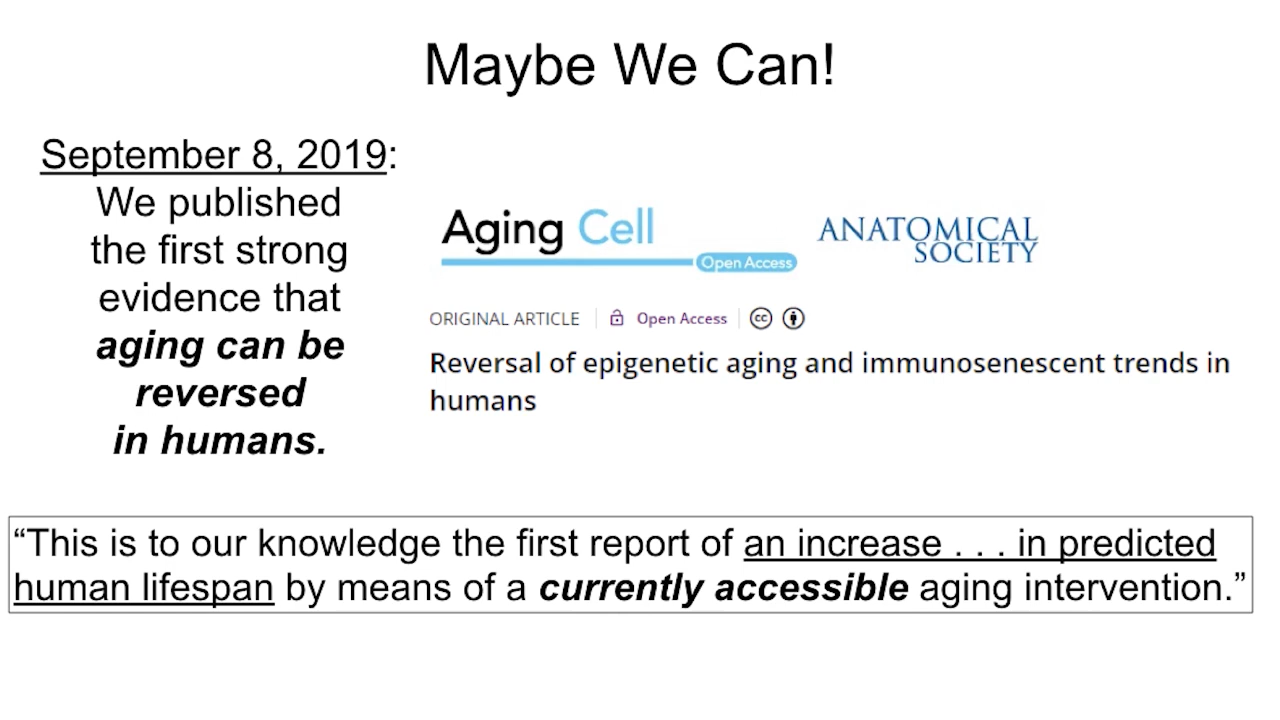 Maybe We Can!
September 8, 2019:
We published
the first strong
evidence that
aging can be
reversed
in humans.
Aging Cell
Open Access
ANATOMICAL
SOCIETY
ORIGINAL ARTICLE
Open Access
cc
Reversal of epigenetic aging and immunosenescent trends in
humans
“This is to our knowledge the first report of an increase . . . in predicted
human lifespan by means of a currently accessible aging intervention.”